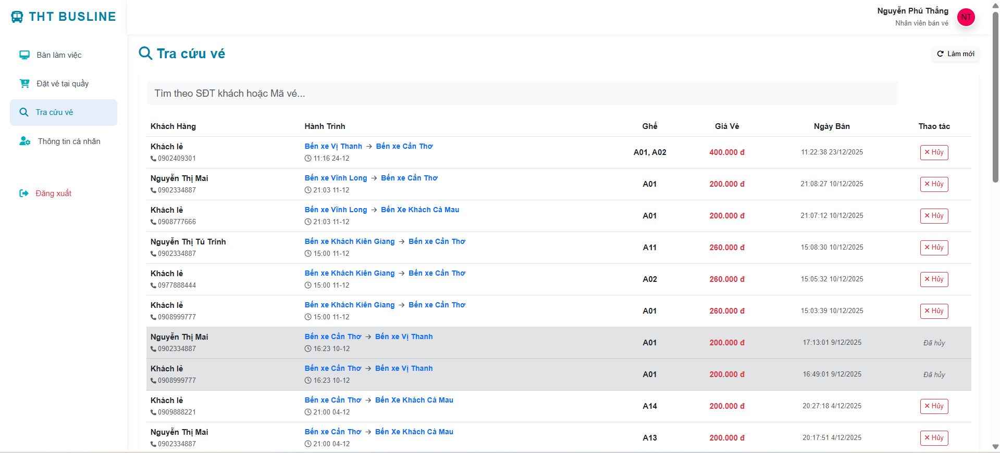 THT BUSLINE
Nguyễn Phú Thắng
Nhân viên bán vé
NT
Bàn làm việc
Đặt vé tại quầy
Tra cứu vé
Thông tin cá nhân
Đăng xuất
Tra cứu vé
Làm mới
Tìm theo SĐT khách hoặc Mã vé...
Khách Hàng Hành Trình Ghế Giá Vé Ngày Bán Thao tác
Khách lẻ Bến xe Vị Thanh → Bến xe Cần Thơ
0902409301 11:16 24-12 A01, A02 400.000 đ 11:22:38 23/12/2025 × Hủy
Nguyễn Thị Mai Bến xe Vĩnh Long → Bến xe Cần Thơ
0902334887 21:03 11-12 A01 200.000 đ 21:08:27 10/12/2025 × Hủy
Khách lẻ Bến xe Vĩnh Long → Bến Xe Khách Cà Mau
0908777666 21:03 11-12 A01 200.000 đ 21:07:12 10/12/2025 × Hủy
Nguyễn Thị Tú Trinh Bến xe Khách Kiên Giang → Bến xe Cần Thơ
0902334887 15:00 11-12 A11 260.000 đ 15:08:30 10/12/2025 × Hủy
Khách lẻ Bến xe Khách Kiên Giang → Bến xe Cần Thơ
0977888444 15:00 11-12 A02 260.000 đ 15:05:32 10/12/2025 × Hủy
Khách lẻ Bến xe Khách Kiên Giang → Bến xe Cần Thơ
0908999777 15:00 11-12 A01 260.000 đ 15:03:39 10/12/2025 × Hủy
Nguyễn Thị Mai Bến xe Cần Thơ → Bến xe Vị Thanh
0902334887 16:23 10-12 A01 200.000 đ 17:13:01 9/12/2025 Đã hủy
Khách lẻ Bến xe Cần Thơ → Bến xe Vị Thanh
0908999777 16:23 10-12 A01 200.000 đ 16:49:01 9/12/2025 Đã hủy
Khách lẻ Bến xe Cần Thơ → Bến Xe Khách Cà Mau
0909888221 21:00 04-12 A14 200.000 đ 20:27:18 4/12/2025 × Hủy
Nguyễn Thị Mai Bến xe Cần Thơ → Bến Xe Khách Cà Mau
0902334887 21:00 04-12 A13 200.000 đ 20:17:51 4/12/2025 × Hủy